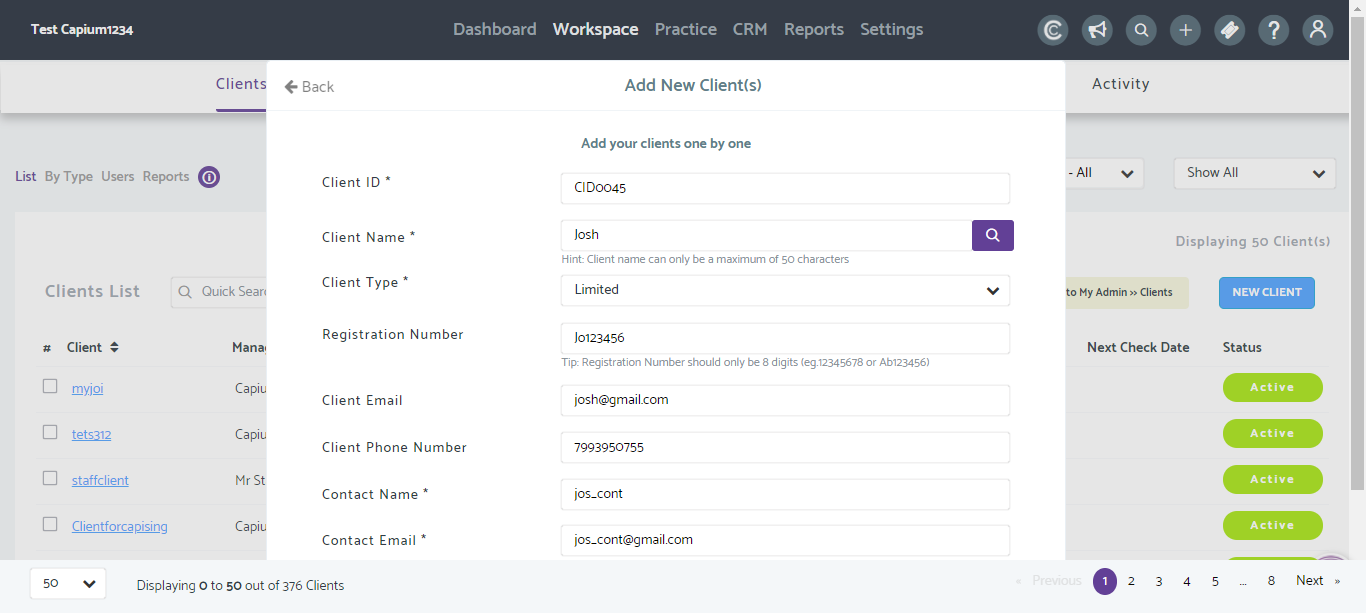 Test Capium1234
Dashboard Workspace Practice CRM Reports Settings
Clients
Activity
Back
Add New Client(s)
Add your clients one by one
List By Type Users Reports
- All
Show All
Displaying 50 Client(s)
Clients List
Quick Sear
to My Admin >> Clients
NEW CLIENT
# Client
Mana
Next Check Date
Status
myjoi
Capiu
Active
tets312
Capiu
Active
staffclient
Mr St
Active
Clientforcapising
Capiu
Active
Client ID *
CID0045
Client Name *
Josh
Hint: Client name can only be a maximum of 50 characters
Client Type *
Limited
Registration Number
Jo123456
Tip: Registration Number should only be 8 digits (eg.12345678 or Ab123456)
Client Email
josh@gmail.com
Client Phone Number
7993950755
Contact Name *
jos_cont
Contact Email *
jos_cont@gmail.com
50
Displaying 0 to 50 out of 376 Clients
« Previous 1 2 3 4 5 ... 8 Next »